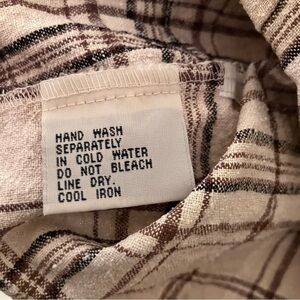 HAND WASH
SEPARATELY
IN COLD WATER
DO NOT BLEACH
LINE DRY.
COOL IRON